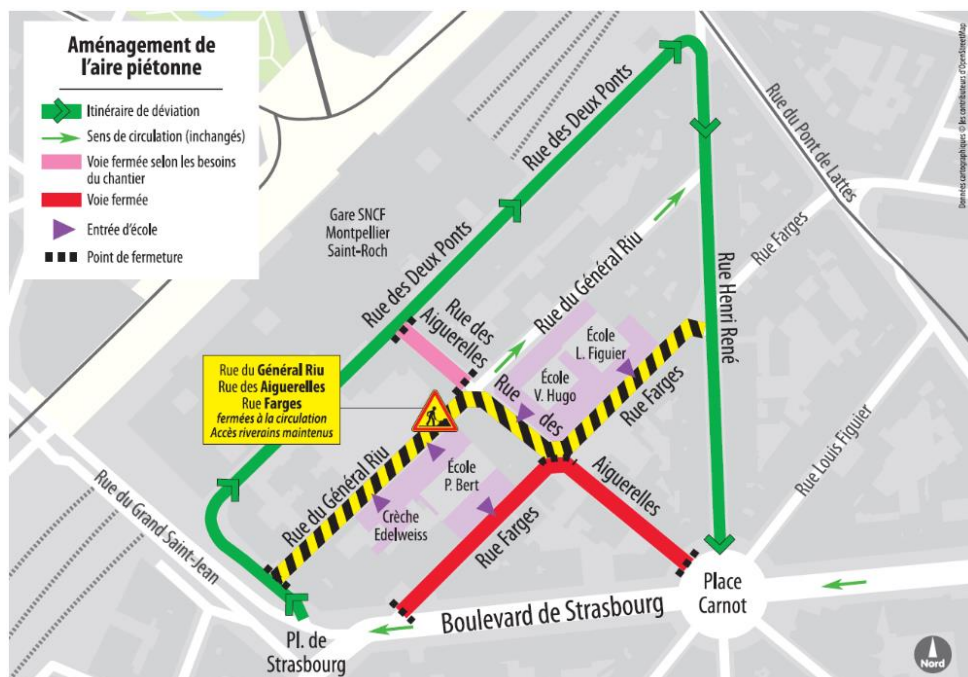 Aménagement de
l'aire piétonne
Itinéraire de déviation
Sens de circulation (inchangés)
Voie fermée selon les besoins
du chantier
Voie fermée
Entrée d'école
Point de fermeture
Données cartographiques © les contributeurs d'OpenStreetMap
Rue des Deux Ponts
Rue du Pont de Lattes
Gare SNCF
Montpellier
Saint-Roch
Rue des Deux Ponts
Rue du Général Riu
Rue Farges
Rue Henri René
Rue des
Aiguerelles
École
L. Figuier
École
V. Hugo
Rue des
Rue Farges
Rue du Général Riu
Rue des Aiguerelles
Rue Farges
fermées à la circulation
Accès riverains maintenus
Rue du Général Riu
École
P. Bert
Crèche
Edelweiss
Aiguerelles
Rue Louis Figuier
Rue du Grand Saint-Jean
Rue Farges
Place
Carnot
Boulevard de Strasbourg
Pl. de
Strasbourg
Nord